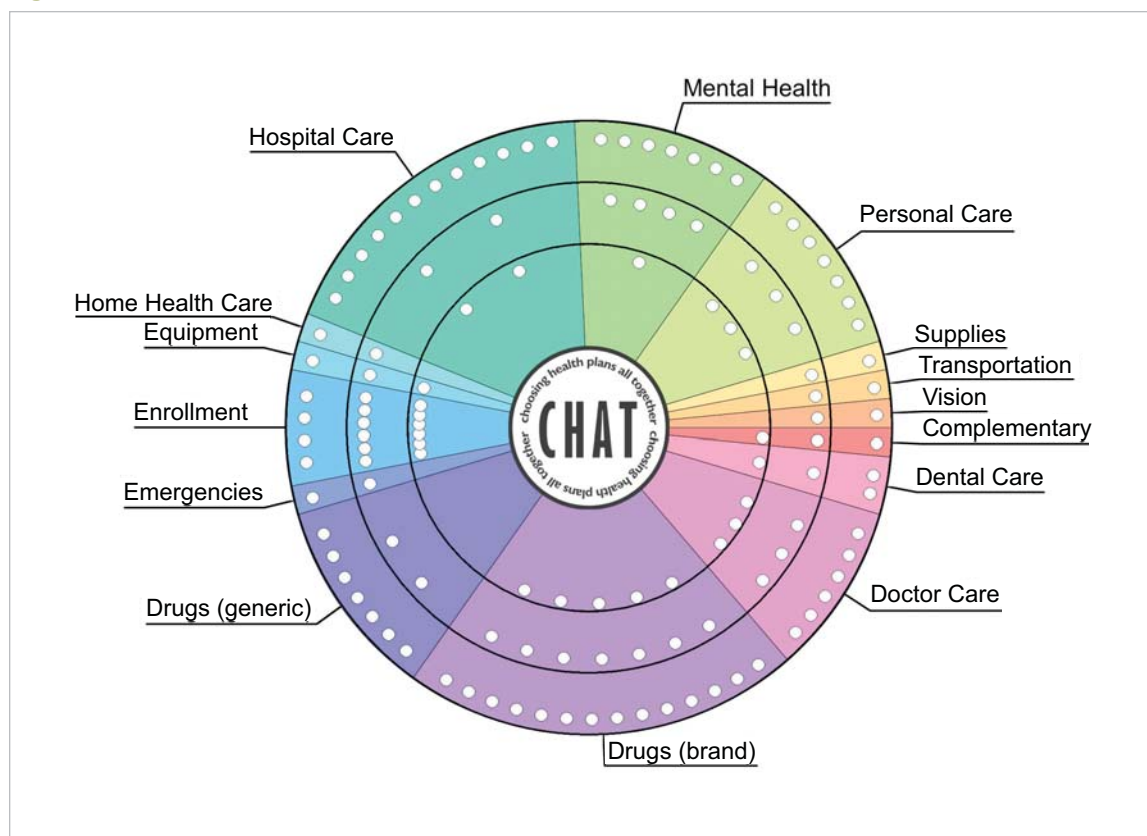 Mental Health
Hospital Care
Personal Care
Home Health Care
Equipment
Supplies
Transportation
Enrollment
Vision
Complementary
Emergencies
Dental Care
Drugs (generic)
Doctor Care
Drugs (brand)
choosing health plans all together
CHAT
choosing health plans all together